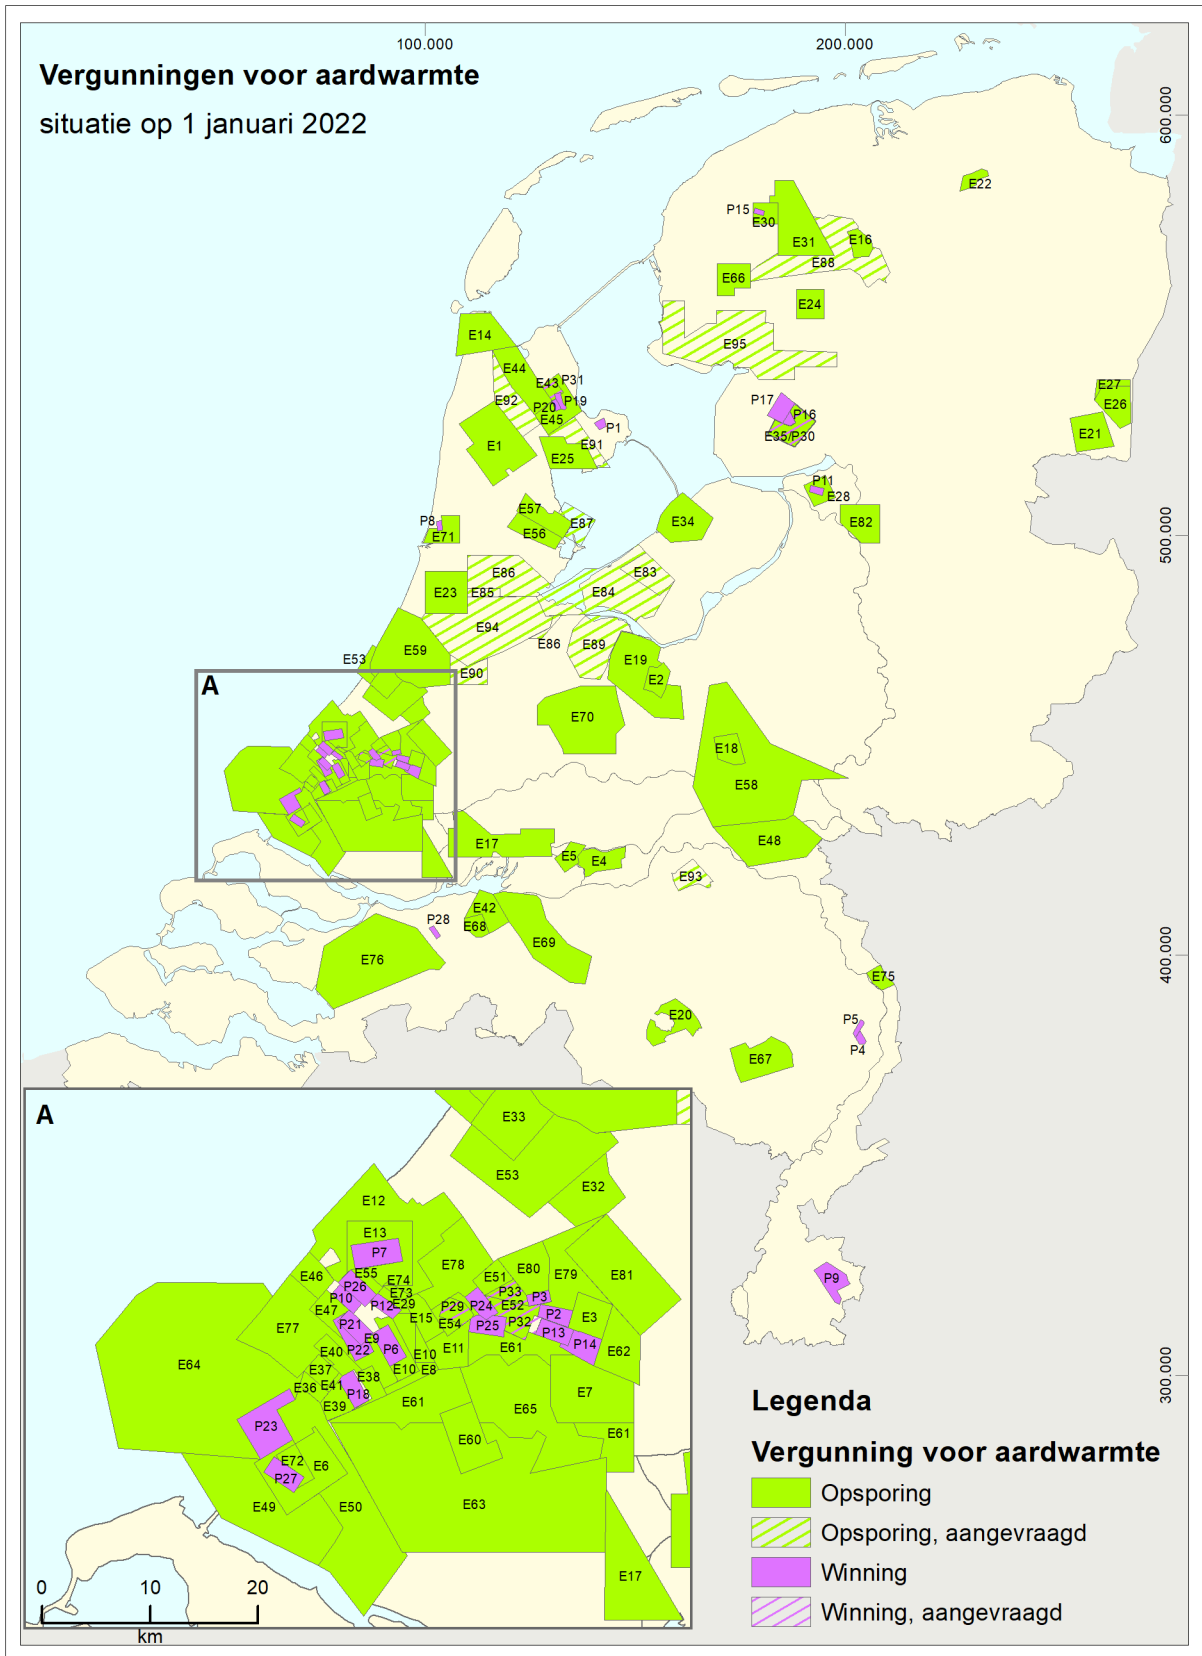 100.000
200.000
Vergunningen voor aardwarmte
situatie op 1 januari 2022
600.000
E22
P15
E30
E31
E16
E88
E66
E24
E14
E95
E44
E43
P31
E92
P20
P19
E45
P1
E1
E91
E25
P17
P16
E35/P30
E27
E26
E21
P11
E28
E57
E56
E87
P8
E71
E34
E82
500.000
E86
E83
E85
E84
E23
E94
E86
E89
E59
E53
E90
E19
E2
A
E70
E18
E58
E17
E5
E4
E48
E93
E42
P28
E68
E69
E76
400.000
E75
E20
P5
P4
E67
P9
300.000
A
E33
E53
E32
E12
E13
P7
E78
E80
E79
E81
E46
E55
E74
E51
P26
E73
P33
P10
P12
E29
P29
P24
E52
P3
E47
E15
P2
E3
P21
E54
P25
P32
P13
E77
E9
E40
P22
P6
E10
E11
E61
P14
E62
E64
E37
E38
E10
E8
E36
E41
P18
E39
E61
E7
E65
P23
E60
E61
E72
E6
P27
E49
E50
E63
E17
0
10
20
km
Legenda
Vergunning voor aardwarmte
Opsporing
Opsporing, aangevraagd
Winning
Winning, aangevraagd